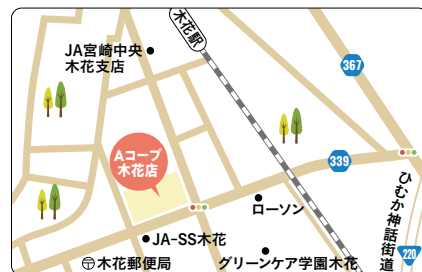 木花駅
JA宮崎中央
木花支店
367
Aコープ
木花店
339
ローソン
ひむか神話街道
JA-SS木花
220
〒木花郵便局
グリーンケア学園木花